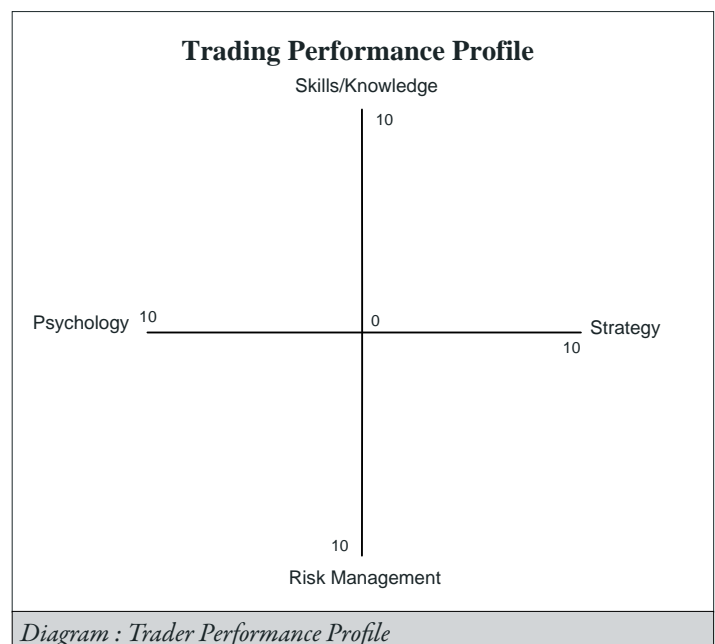 Trading Performance Profile
Skills/Knowledge
10
Psychology 10 0 Strategy
10
10
Risk Management
Diagram : Trader Performance Profile